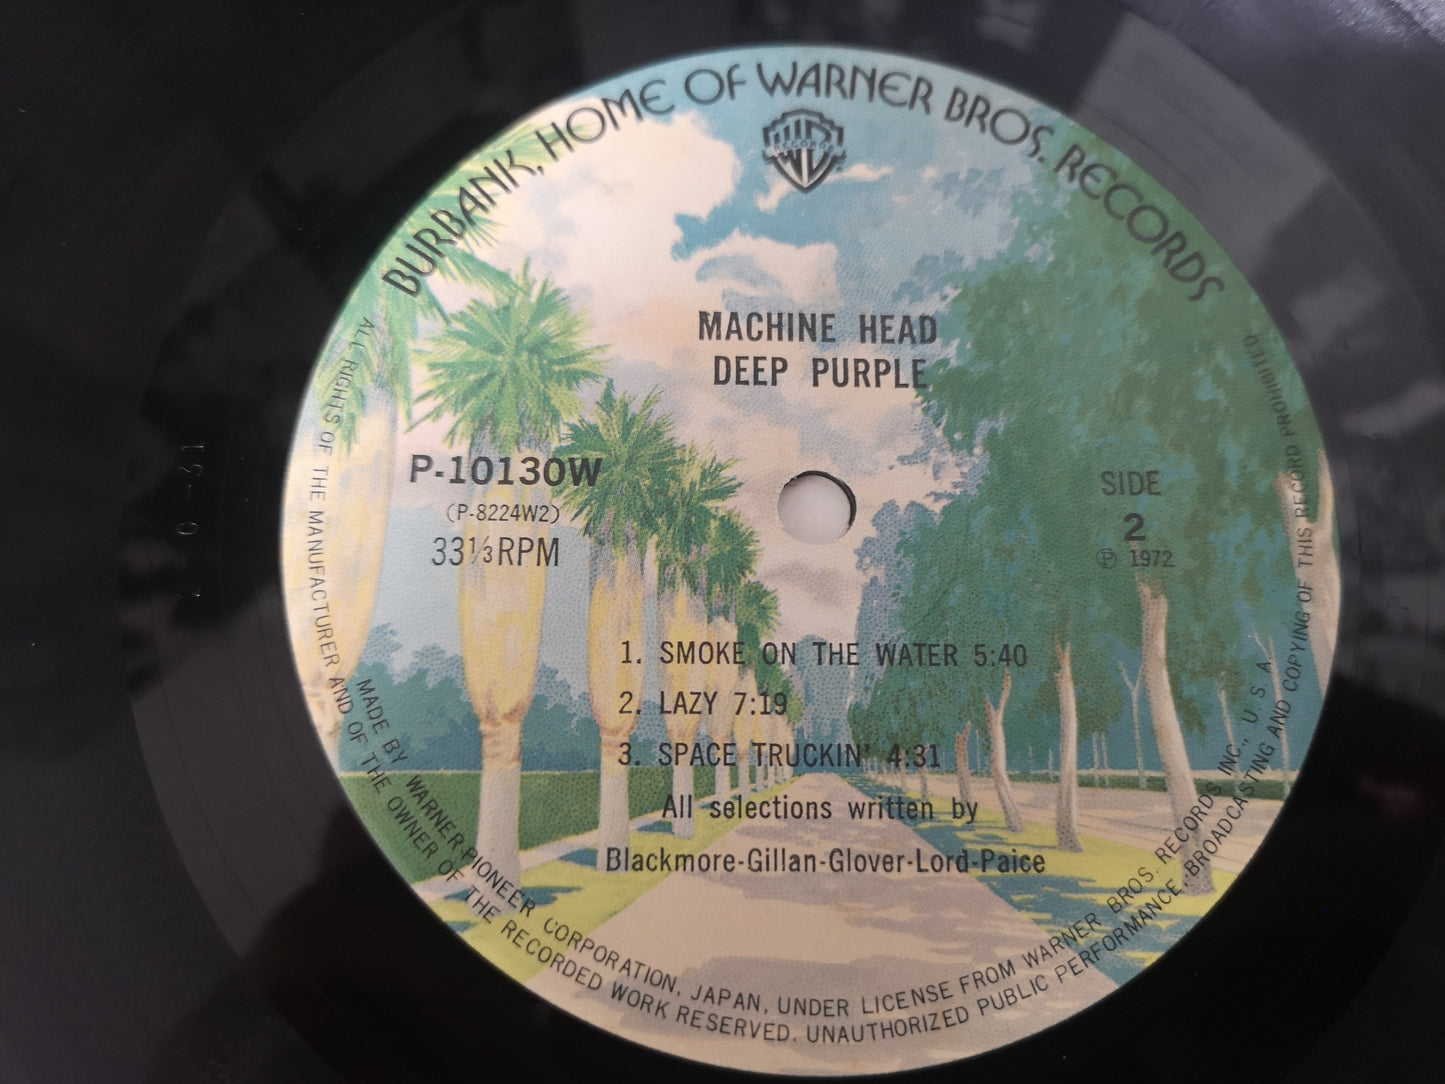 BURBANK, HOME OF WARNER BROS. RECORDS
RECORDS
MACHINE HEAD
DEEP PURPLE
P-10130W
(P-8224W2)
33⅓ RPM
SIDE
2
℗ 1972
1. SMOKE ON THE WATER 5:40
2. LAZY 7:19
3. SPACE TRUCKIN' 4:31
All selections written by
Blackmore-Gillan-Glover-Lord-Paice
MADE BY WARNER-PIONEER CORPORATION, JAPAN, UNDER LICENSE FROM WARNER BROS. RECORDS INC., U.S.A.
ALL RIGHTS OF THE MANUFACTURER AND OF THE OWNER OF THE RECORDED WORK RESERVED. UNAUTHORIZED PUBLIC PERFORMANCE, BROADCASTING AND COPYING OF THIS RECORD PROHIBITED